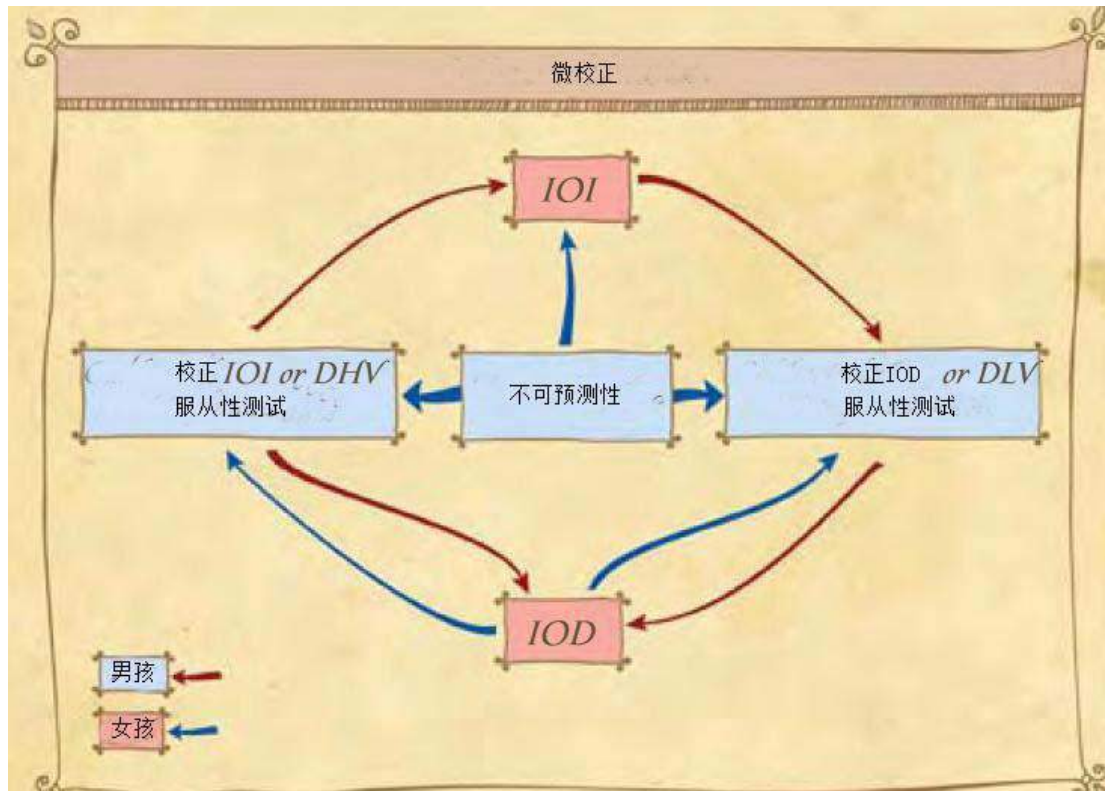 微校正
IOI
校正IOI or DHV
服从性测试
不可预测性
校正IOD or DLV
服从性测试
IOD
男孩
女孩